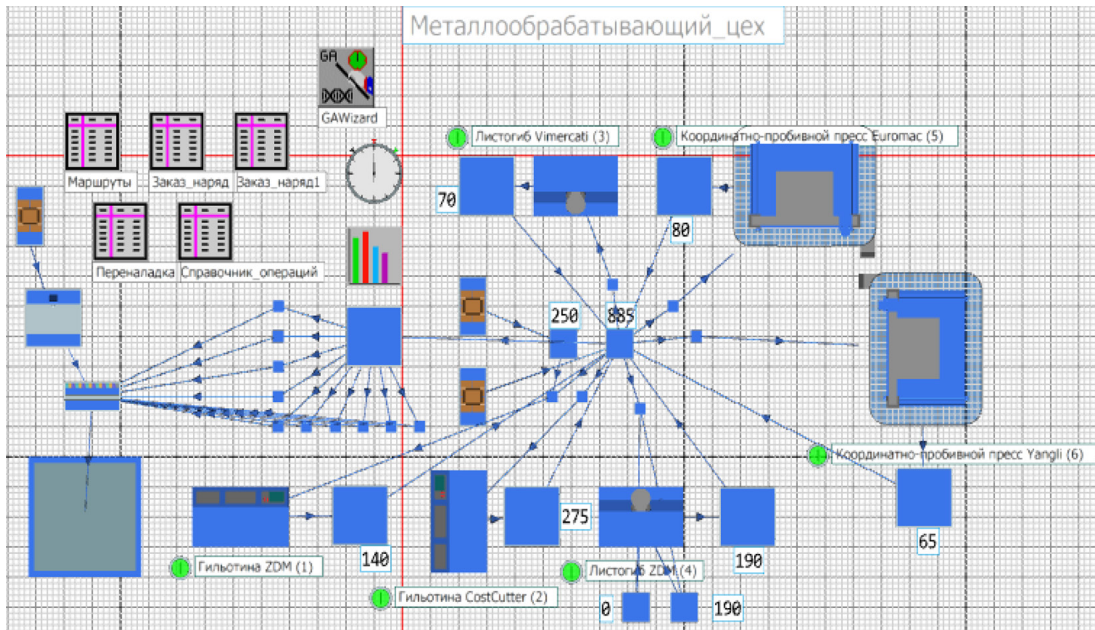 Металлообрабатывающий_цех
GA
GAWizard
Листогиб Vimercati (3)
Координатно-пробивной пресс Euromac (5)
Маршруты
Заказ_наряд
Заказ_наряд1
70
80
Переналадка
Справочник_операций
250
885
Координатно-пробивной пресс Yangli (6)
275
140
190
65
Гильотина ZDM (1)
Листогиб ZDM (4)
Гильотина CostCutter (2)
0
190